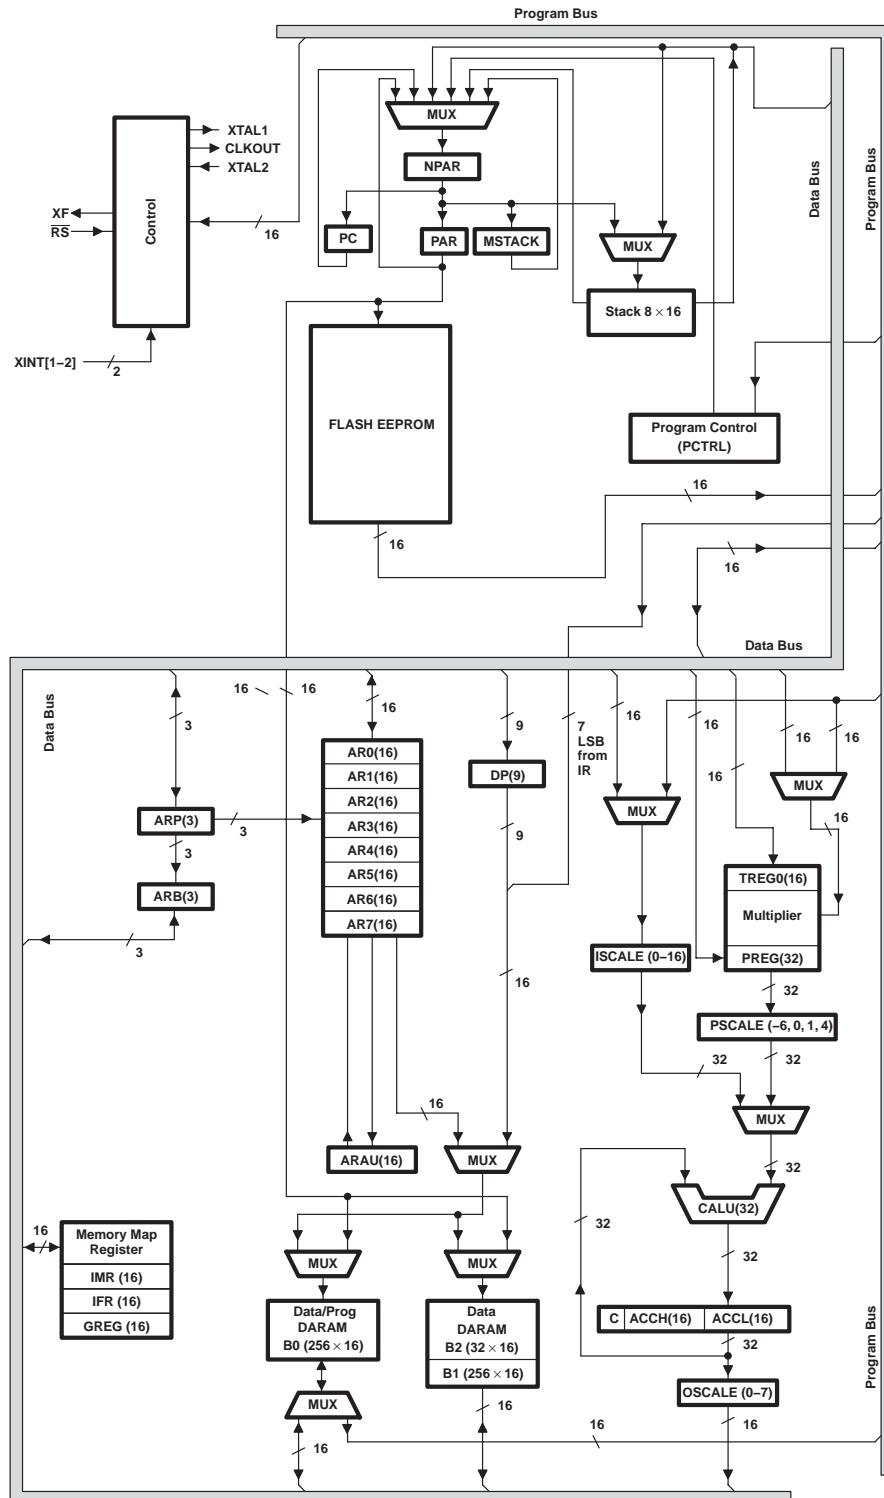 Program Bus
MUX
XTAL1
CLKOUT
XTAL2
Control
NPAR
Data Bus
Program Bus
XF
RS
16
PC
PAR
MSTACK
MUX
Stack 8 × 16
XINT[1–2]
2
FLASH EEPROM
Program Control
(PCTRL)
16
16
16
Data Bus
Data Bus
16
16
3
16
9
7
LSB
from
IR
16
16
16
16
16
AR0(16)
AR1(16)
AR2(16)
AR3(16)
AR4(16)
AR5(16)
AR6(16)
AR7(16)
DP(9)
MUX
MUX
16
ARP(3)
3
3
9
ARB(3)
3
TREG0(16)
Multiplier
PREG(32)
ISCALE (0–16)
16
32
PSCALE (–6, 0, 1, 4)
32
32
MUX
16
ARAU(16)
MUX
32
CALU(32)
32
32
16
Memory Map
Register
IMR (16)
IFR (16)
GREG (16)
MUX
MUX
Data/Prog
DARAM
B0 (256 × 16)
Data
DARAM
B2 (32 × 16)
B1 (256 × 16)
C
ACCH(16)
ACCL(16)
32
Program Bus
OSCALE (0–7)
MUX
16
16
16
16